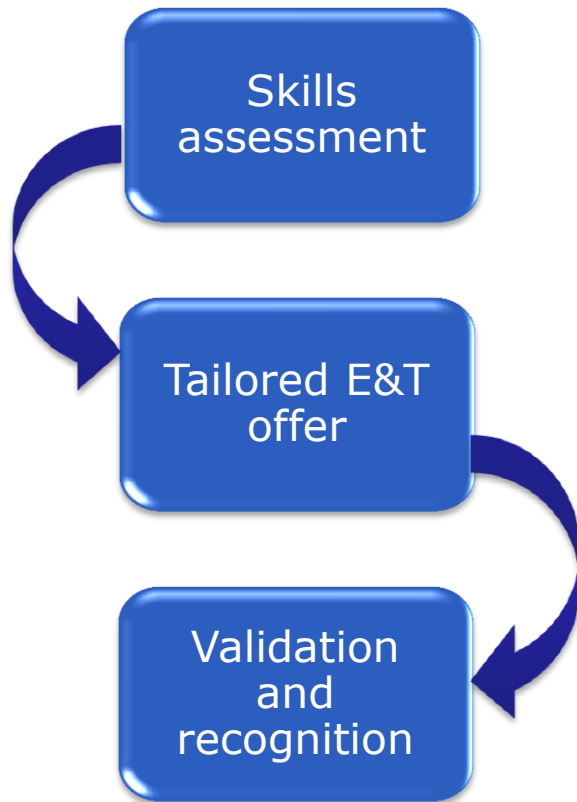 Skills
assessment
Tailored E&T
offer
Validation
and
recognition